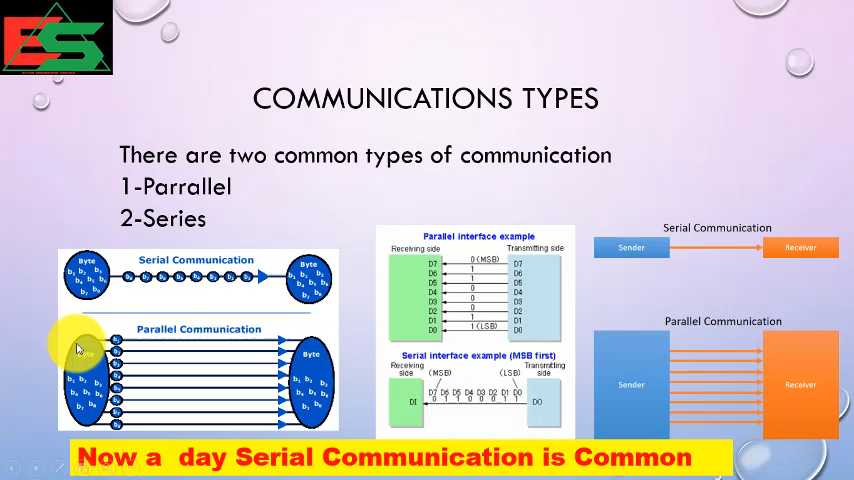 ES
COMMUNICATIONS TYPES
There are two common types of communication
1-Parrallel
2-Series
Byte
Serial Communication
Byte
Parallel Communication
Byte
Byte
Parallel interface example
Receiving side
Transmitting side
D7 0 (MSB) D7
D6 1 D6
D5 1 D5
D4 0 D4
D3 0 D3
D2 0 D2
D1 1 D1
D0 1 (LSB) D0
Serial interface example (MSB first)
Receiving side
Transmitting side
(MSB) (LSB)
D7 D6 D5 D4 D3 D2 D1 D0
0 1 1 0 0 0 1 1
DI
DO
Serial Communication
Sender
Receiver
Parallel Communication
Sender
Receiver
Now a day Serial Communication is Common